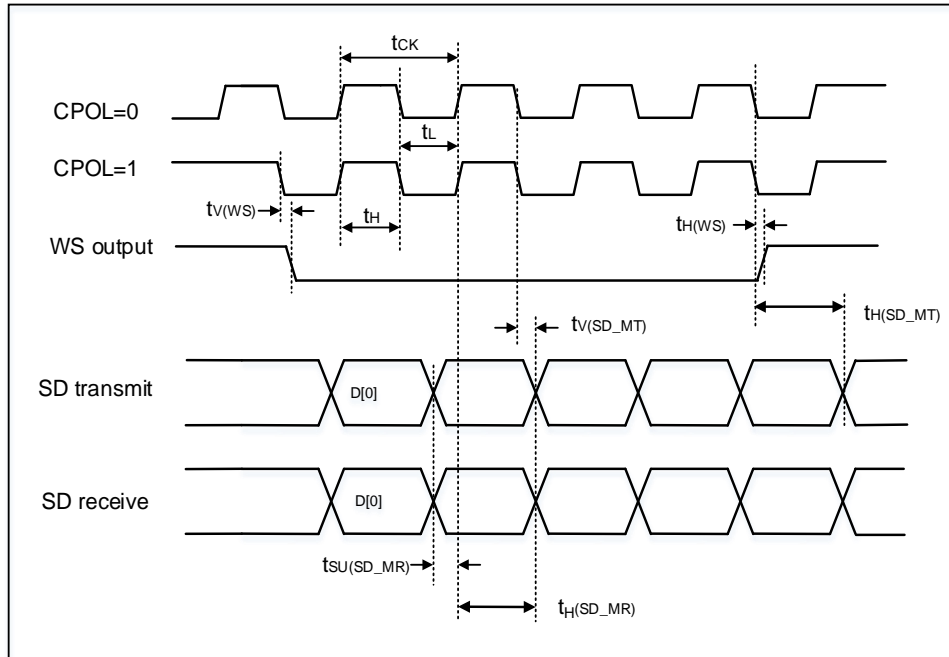 tCK
CPOL=0
tL
CPOL=1
tV(WS)
tH
tH(WS)
WS output
tV(SD_MT)
tH(SD_MT)
SD transmit
D[0]
SD receive
D[0]
tSU(SD_MR)
tH(SD_MR)